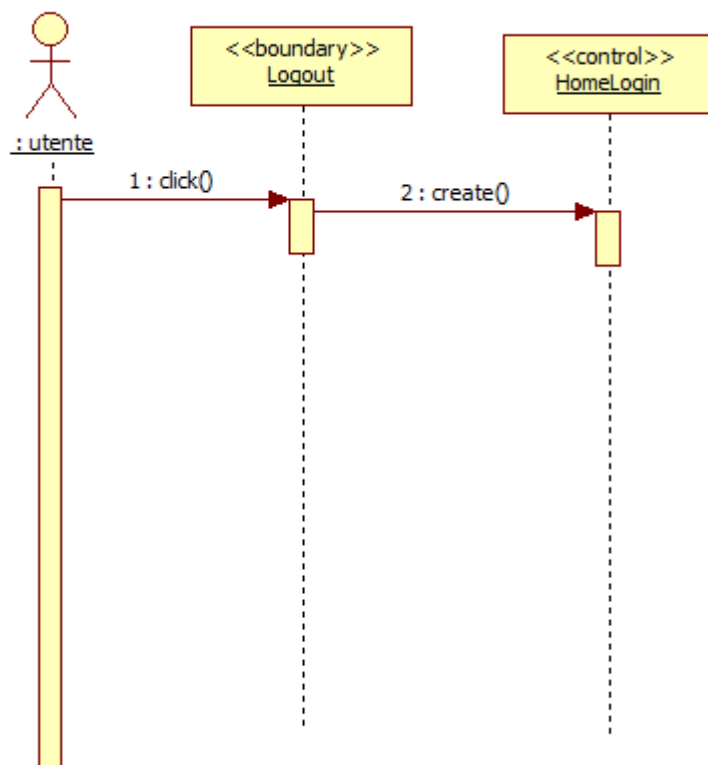 <<boundary>>
Logout
<<control>>
HomeLogin
: utente
1 : click()
2 : create()